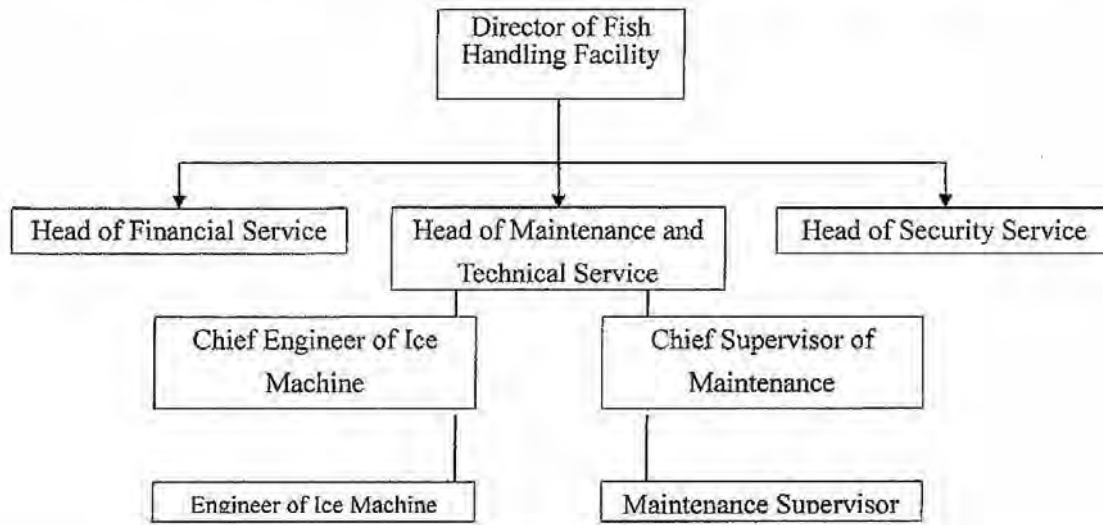 Director of Fish
Handling Facility
Head of Financial Service
Head of Maintenance and
Technical Service
Head of Security Service
Chief Engineer of Ice
Machine
Chief Supervisor of
Maintenance
Engineer of Ice Machine
Maintenance Supervisor